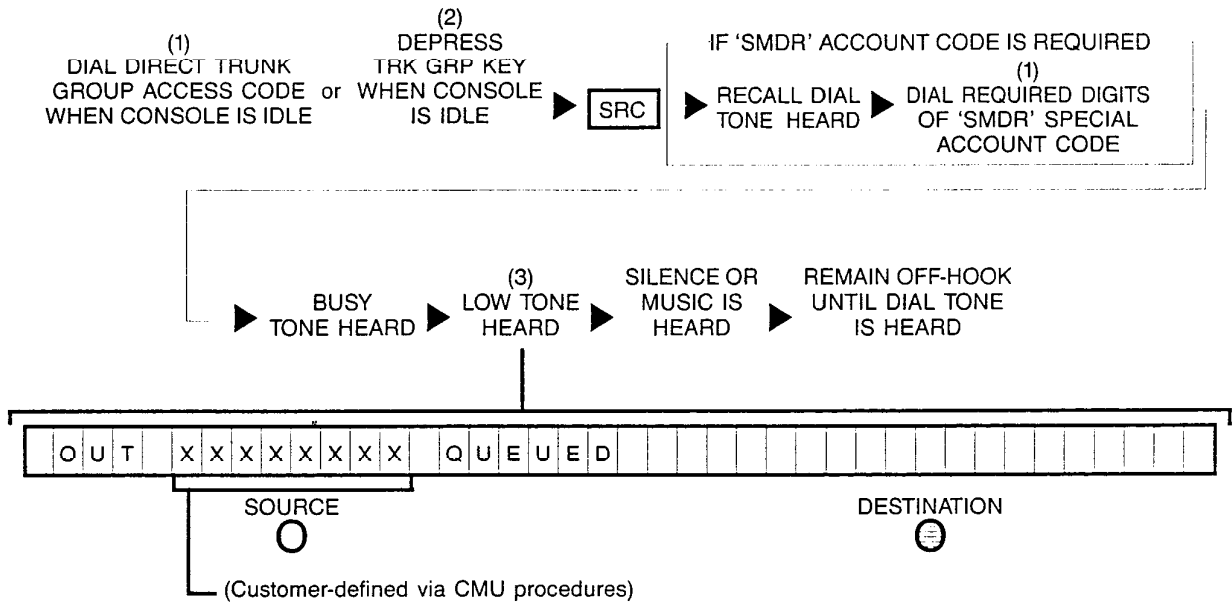 (1)
DIAL DIRECT TRUNK
GROUP ACCESS CODE
WHEN CONSOLE IS IDLE
or
(2)
DEPRESS
TRK GRP KEY
WHEN CONSOLE
IS IDLE
SRC
IF 'SMDR' ACCOUNT CODE IS REQUIRED
RECALL DIAL
TONE HEARD
(1)
DIAL REQUIRED DIGITS
OF 'SMDR' SPECIAL
ACCOUNT CODE
BUSY
TONE HEARD
(3)
LOW TONE
HEARD
SILENCE OR
MUSIC IS
HEARD
REMAIN OFF-HOOK
UNTIL DIAL TONE
IS HEARD
OUT XXXXXXXX QUEUED
SOURCE
DESTINATION
(Customer-defined via CMU procedures)